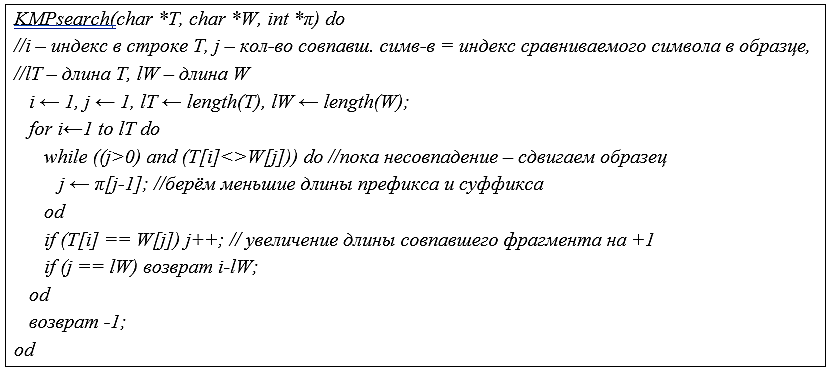 KMPsearch(char *T, char *W, int *π) do
//i – индекс в строке T, j – кол-во совпавш. симв-в = индекс сравниваемого символа в образце,
//lT – длина T, lW – длина W
i ← 1, j ← 1, lT ← length(T), lW ← length(W);
for i←1 to lT do
while ((j>0) and (T[i]<>W[j])) do //пока несовпадение – сдвигаем образец
j ← π[j-1]; //берём меньшие длины префикса и суффикса
od
if (T[i] == W[j]) j++; // увеличение длины совпавшего фрагмента на +1
if (j == lW) возврат i-lW;
od
возврат -1;
od